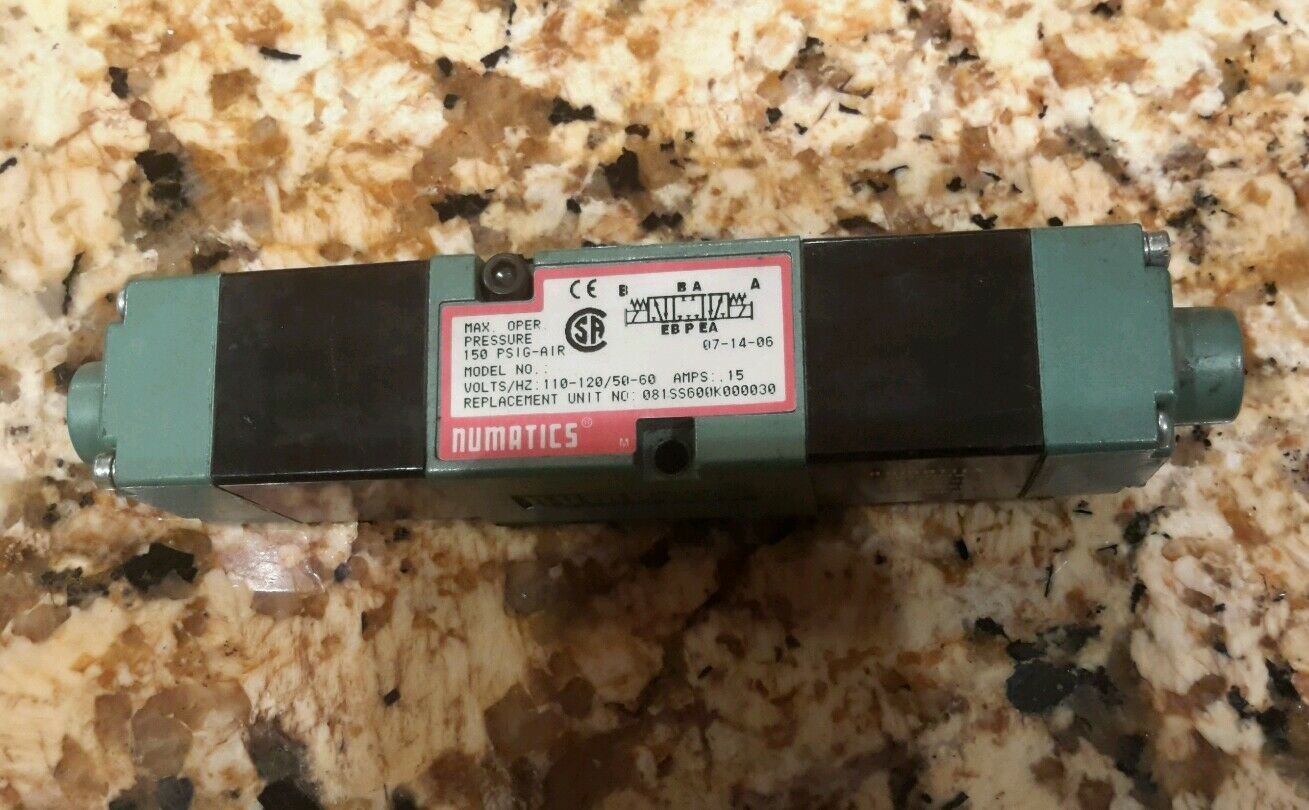 CE
B B A A
EB P EA
MAX. OPER.
PRESSURE
150 PSIG-AIR
CSA
07-14-06
MODEL NO.:
VOLTS/HZ:110-120/50-60 AMPS:.15
REPLACEMENT UNIT NO: 081SS600K000030
numatics®
M